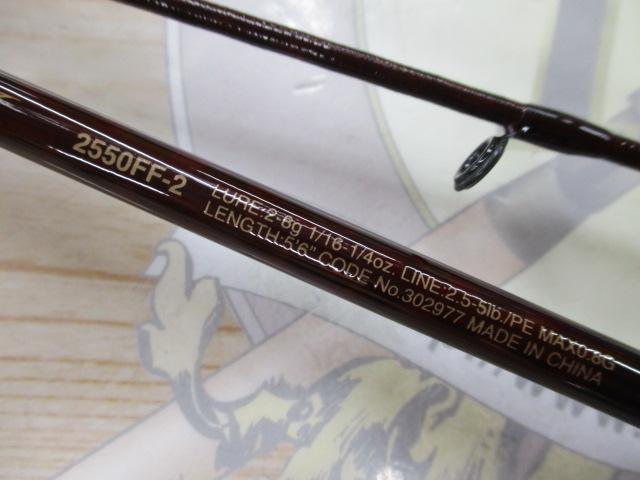 2550FF-2
LURE:2-8g 1/16-1/4oz. LINE:2.5-5lb./PE MAX0.8G
LENGTH:5'6" CODE No.302977 MADE IN CHINA